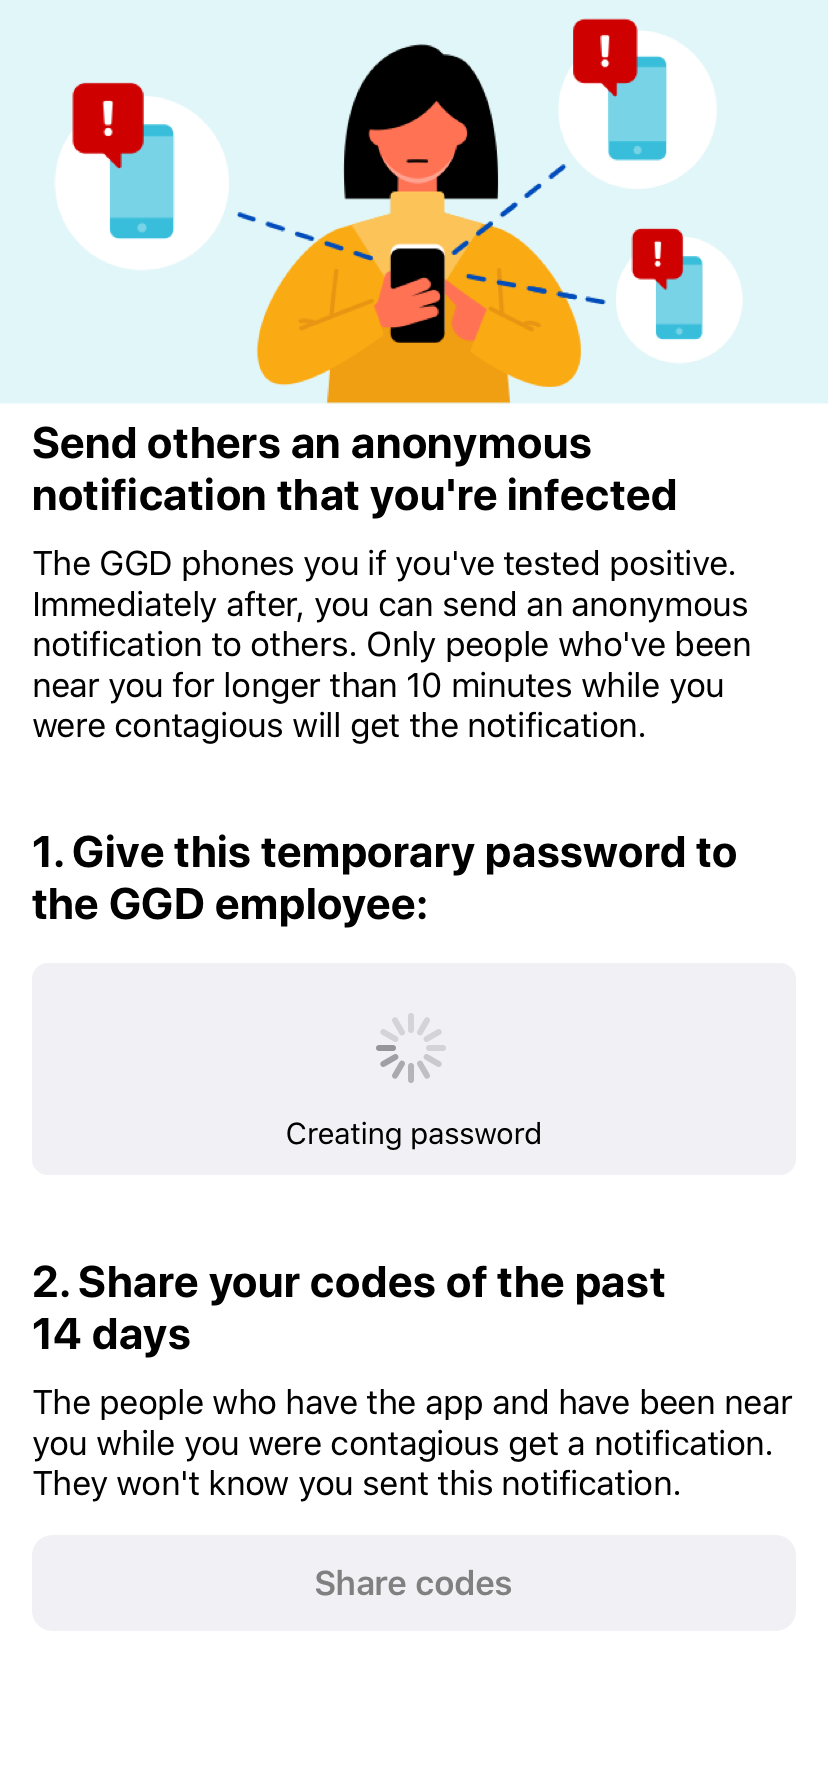 !
!
!
Send others an anonymous
notification that you're infected
The GGD phones you if you've tested positive.
Immediately after, you can send an anonymous
notification to others. Only people who've been
near you for longer than 10 minutes while you
were contagious will get the notification.
1. Give this temporary password to
the GGD employee:
Creating password
2. Share your codes of the past
14 days
The people who have the app and have been near
you while you were contagious get a notification.
They won't know you sent this notification.
Share codes